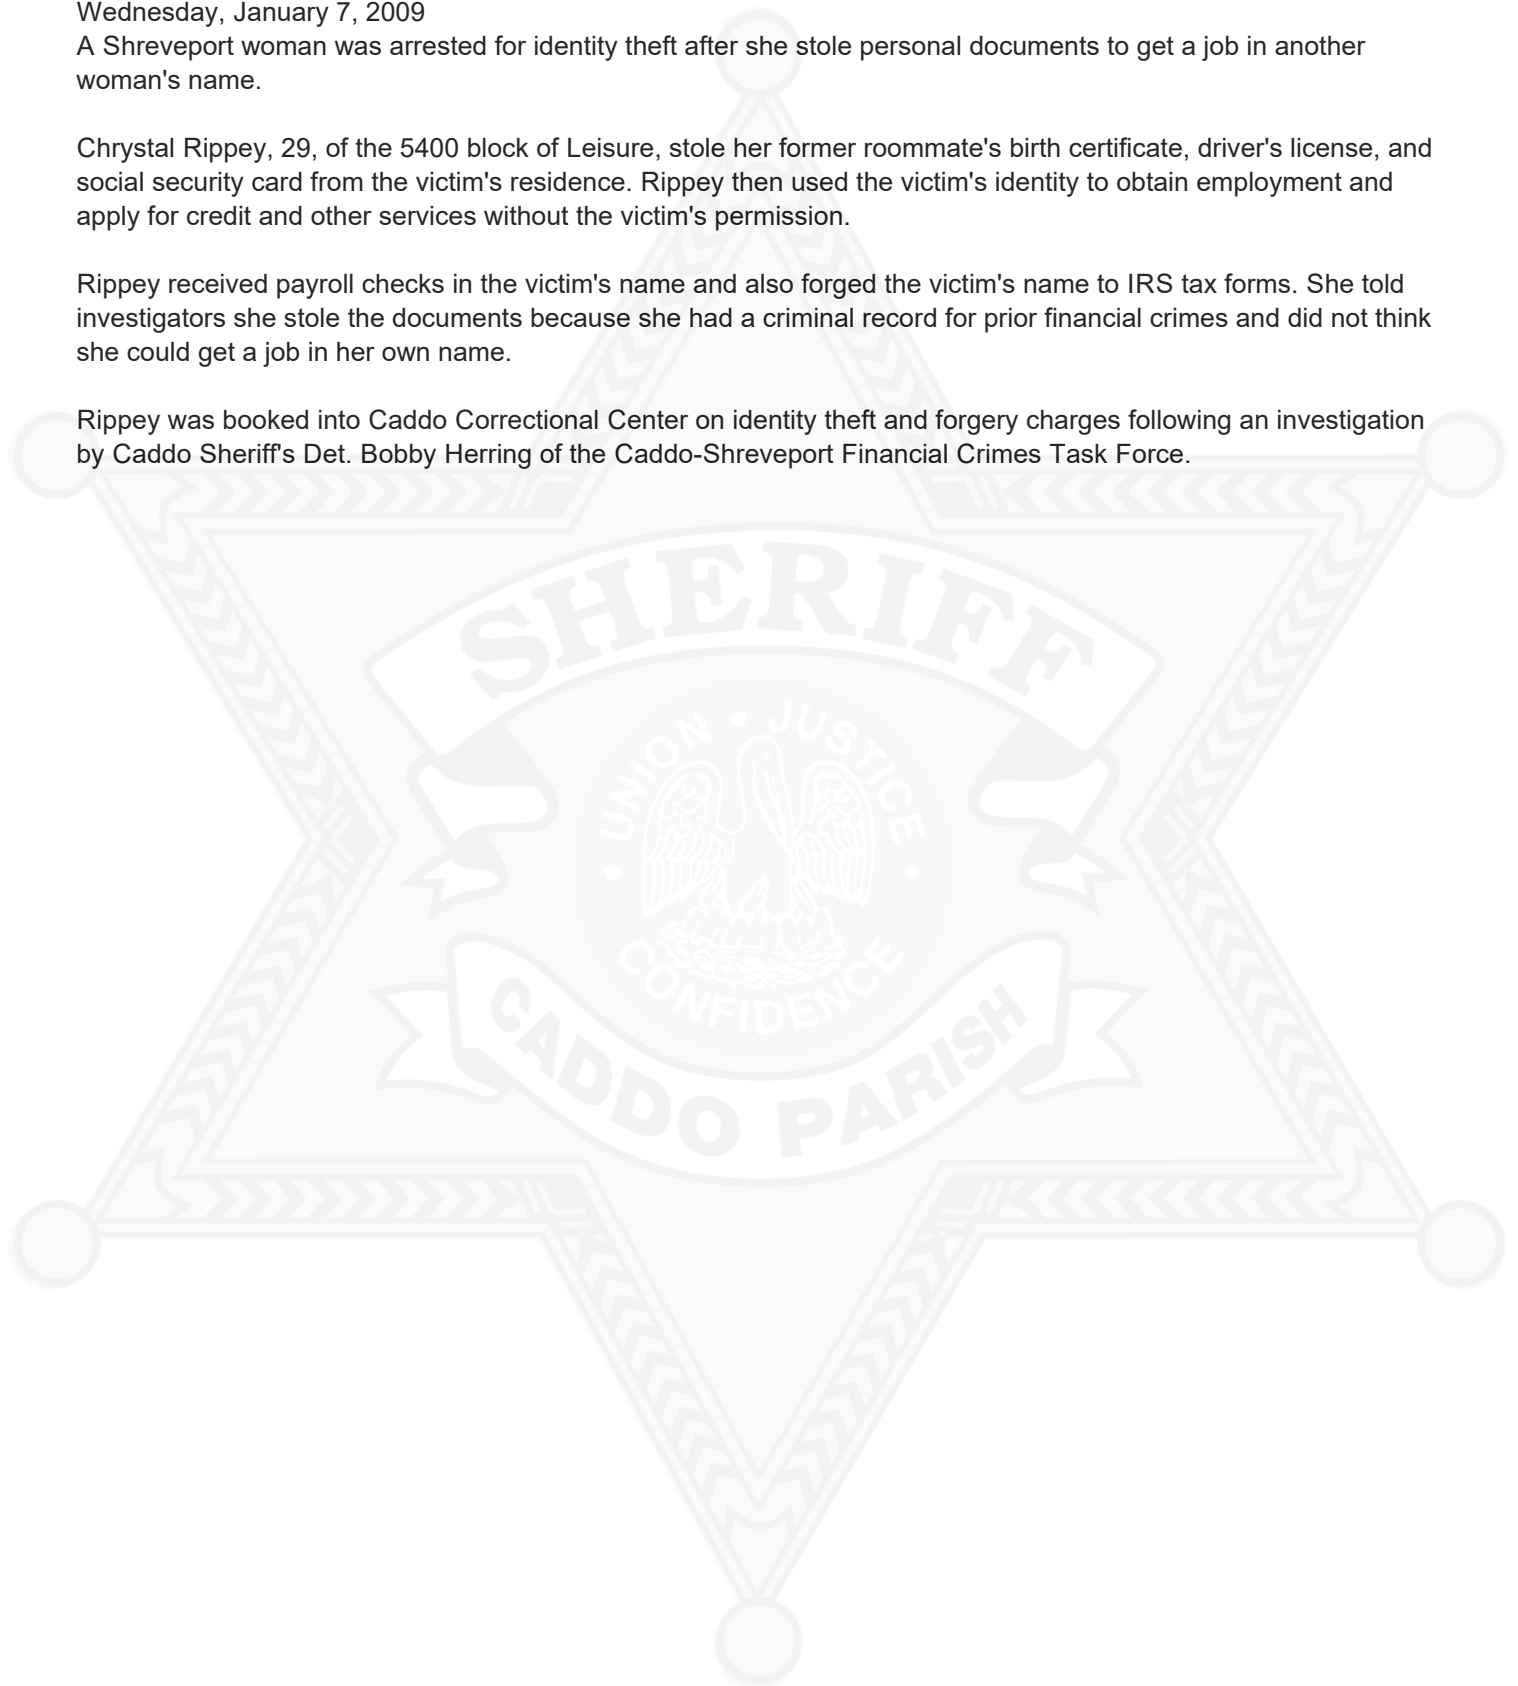 Wednesday, January 7, 2009
A Shreveport woman was arrested for identity theft after she stole personal documents to get a job in another
woman's name.
Chrystal Rippey, 29, of the 5400 block of Leisure, stole her former roommate's birth certificate, driver's license, and
social security card from the victim's residence. Rippey then used the victim's identity to obtain employment and
apply for credit and other services without the victim's permission.
Rippey received payroll checks in the victim's name and also forged the victim's name to IRS tax forms. She told
investigators she stole the documents because she had a criminal record for prior financial crimes and did not think
she could get a job in her own name.
Rippey was booked into Caddo Correctional Center on identity theft and forgery charges following an investigation
by Caddo Sheriff's Det. Bobby Herring of the Caddo-Shreveport Financial Crimes Task Force.
SHERIFF
UNION • JUSTICE
• CONFIDENCE •
CADDO PARISH